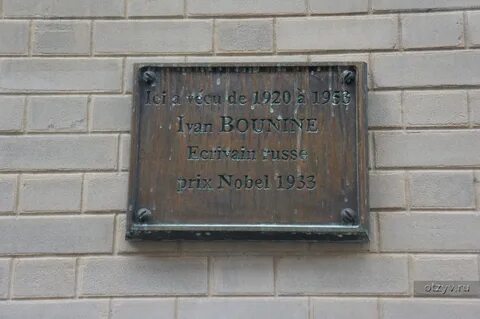 Ici a vécu de 1920 à 1953
Ivan BOUNINE
Ecrivain russe
prix Nobel 1933
otzyv.ru